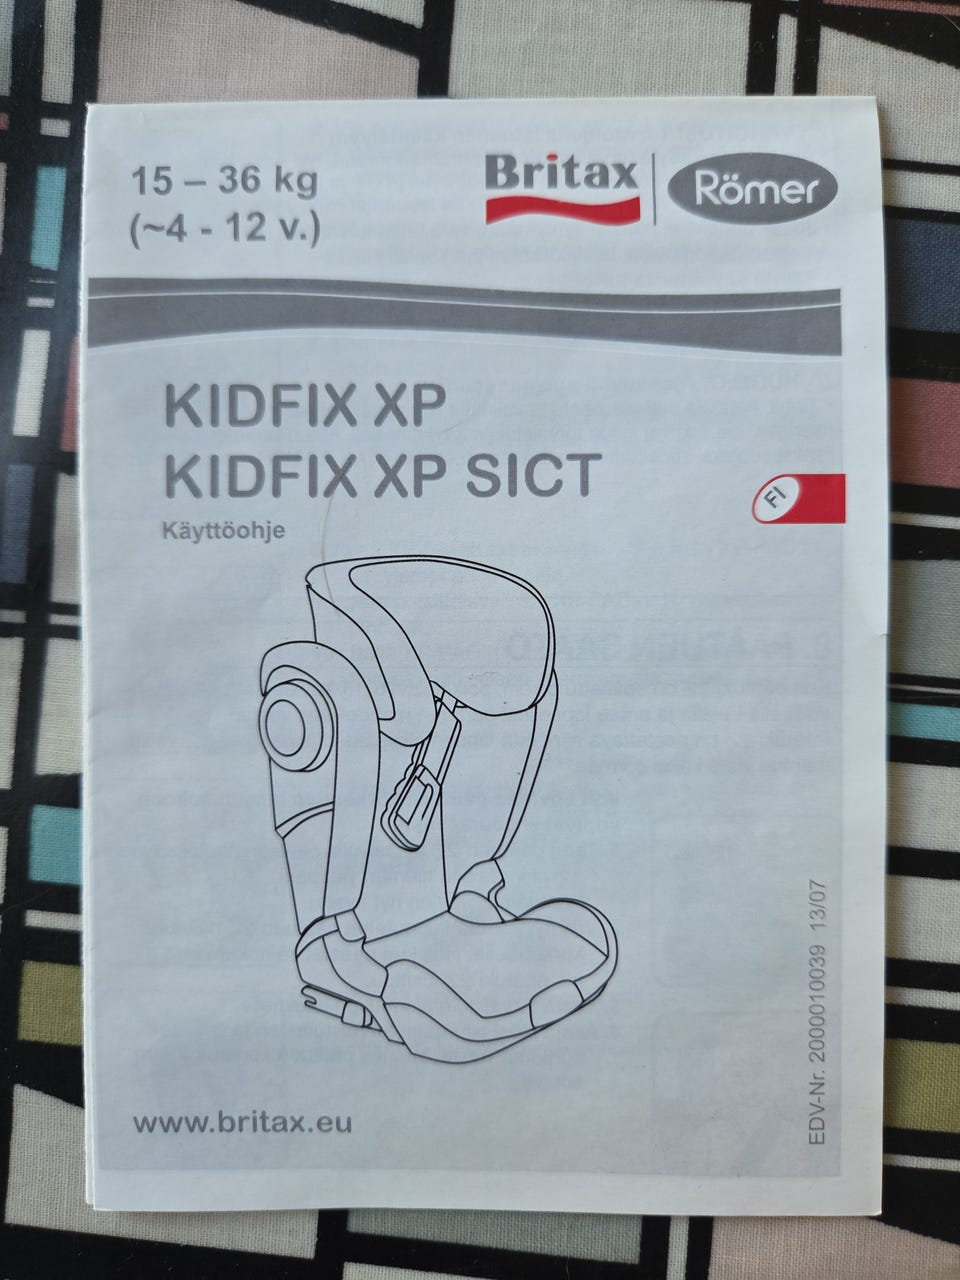 15 – 36 kg
(~4 - 12 v.)
Britax
Römer
KIDFIX XP
KIDFIX XP SICT
Käyttöohje
FI
www.britax.eu
EDV-Nr. 2000010039 13/07